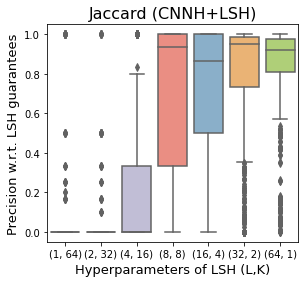 Jaccard (CNNH+LSH)
Precision w.r.t. LSH guarantees
1.0
0.8
0.6
0.4
0.2
0.0
(1, 64) (2, 32) (4, 16) (8, 8) (16, 4) (32, 2) (64, 1)
Hyperparameters of LSH (L,K)